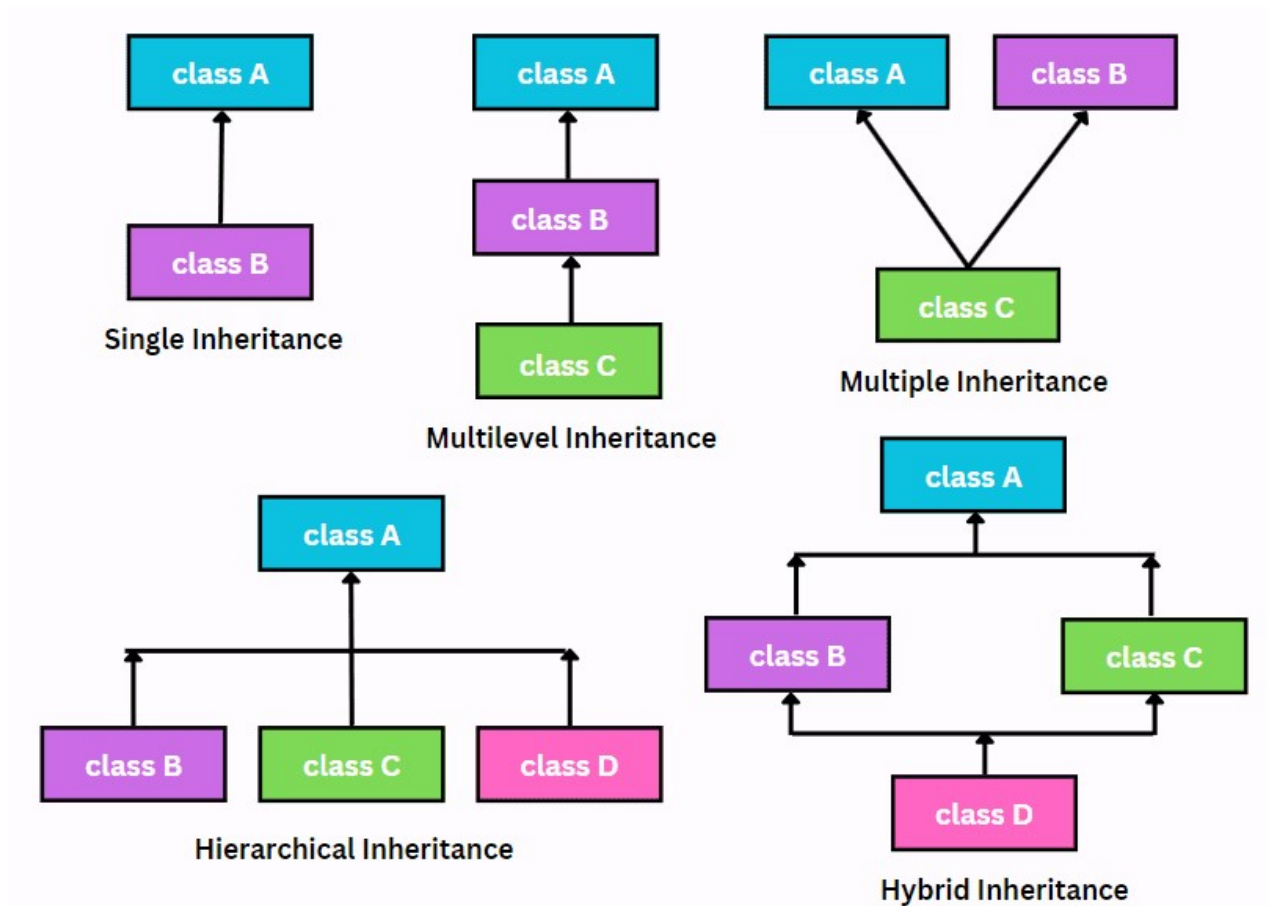 class A
class B
Single Inheritance
class A
class B
class C
Multilevel Inheritance
class A
class B
class C
Multiple Inheritance
class A
class B
class C
class D
Hierarchical Inheritance
class A
class B
class C
class D
Hybrid Inheritance